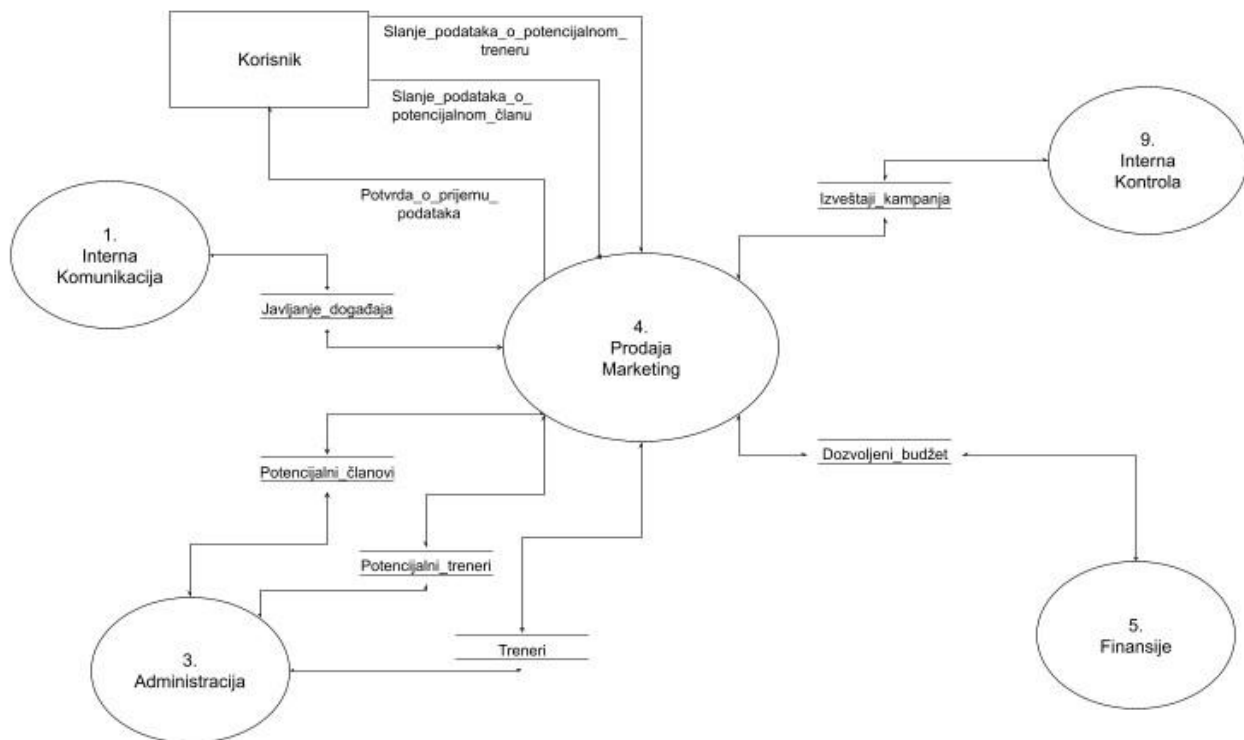 Korisnik
Slanje_podataka_o_potencijalnom_
treneru
Slanje_podataka_o_
potencijalnom_članu
Potvrda_o_prijemu_
podataka
9.
Interna
Kontrola
Izveštaji_kampanja
1.
Interna
Komunikacija
Javljanje_događaja
4.
Prodaja
Marketing
Potencijalni_članovi
Dozvoljeni_budžet
Potencijalni_treneri
Treneri
3.
Administracija
5.
Finansije